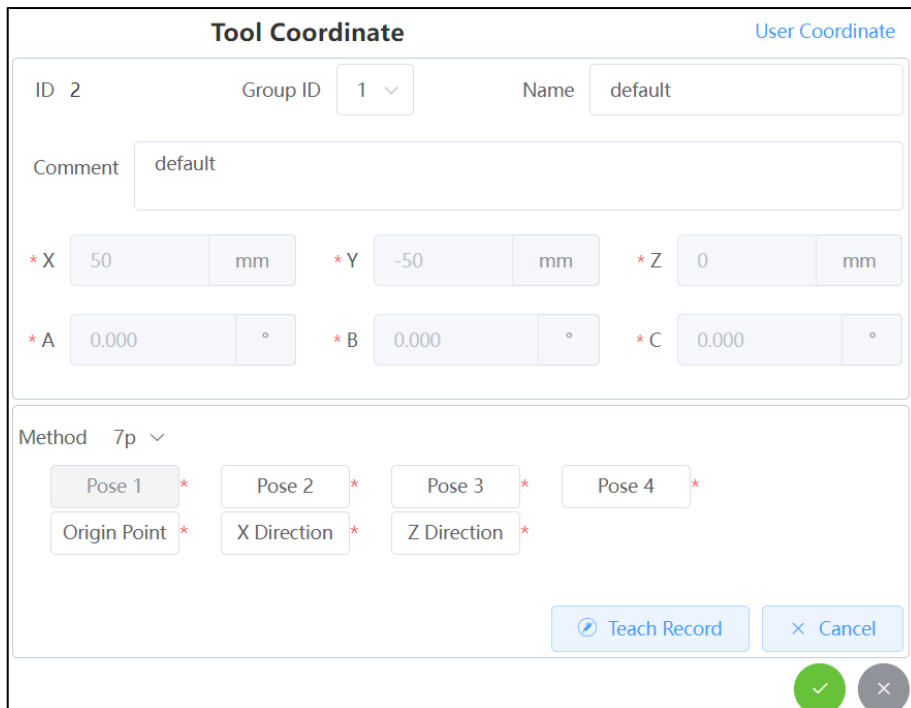 Tool Coordinate User Coordinate
ID 2 Group ID 1 Name default
Comment default
* X 50 mm * Y -50 mm * Z 0 mm
* A 0.000 ° * B 0.000 ° * C 0.000 °
Method 7p
Pose 1 * Pose 2 * Pose 3 * Pose 4 *
Origin Point * X Direction * Z Direction *
Teach Record × Cancel